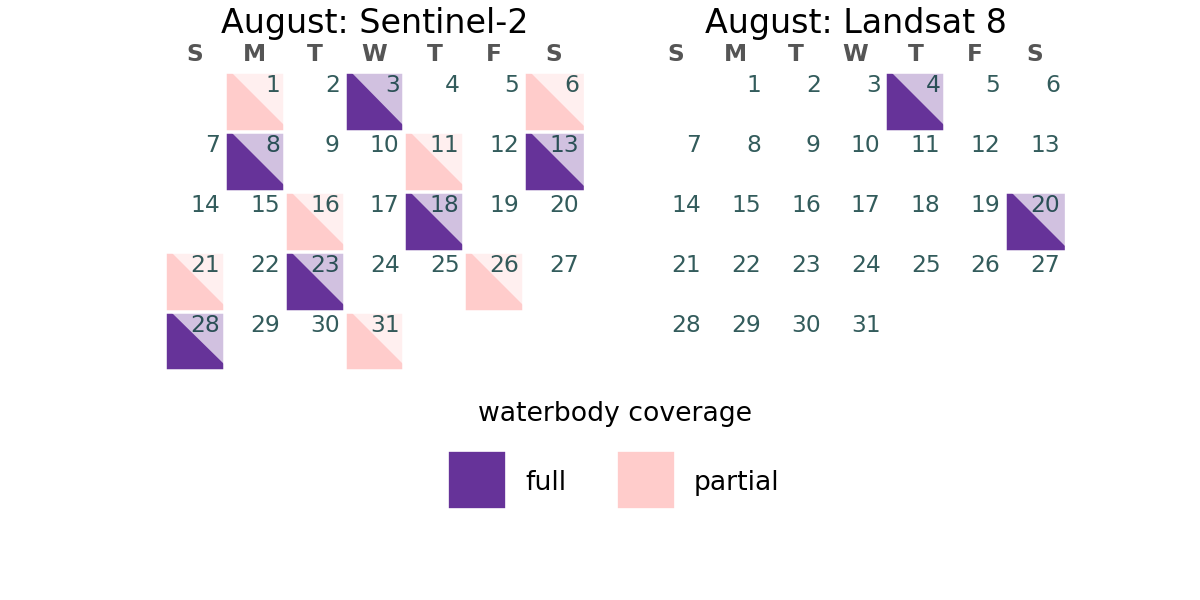 August: Sentinel-2
S M T W T F S
1 2 3 4 5 6
7 8 9 10 11 12 13
14 15 16 17 18 19 20
21 22 23 24 25 26 27
28 29 30 31
August: Landsat 8
S M T W T F S
1 2 3 4 5 6
7 8 9 10 11 12 13
14 15 16 17 18 19 20
21 22 23 24 25 26 27
28 29 30 31
waterbody coverage
full partial